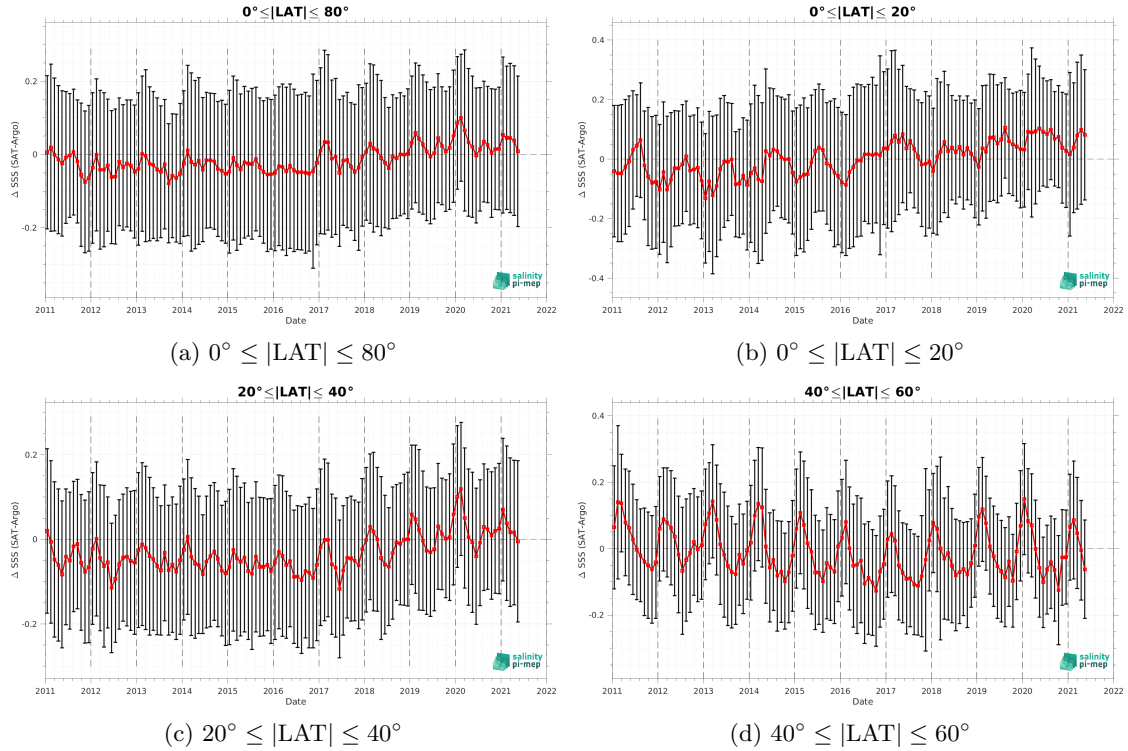 0°≤|LAT|≤ 80°
Δ SSS (SAT-Argo)
0.2
0
-0.2
2011 2012 2013 2014 2015 2016 2017 2018 2019 2020 2021 2022
Date
salinity
pi-mep
(a) 0° ≤ |LAT| ≤ 80°
0°≤|LAT|≤ 20°
Δ SSS (SAT-Argo)
0.4
0.2
0
-0.2
-0.4
2011 2012 2013 2014 2015 2016 2017 2018 2019 2020 2021 2022
Date
salinity
pi-mep
(b) 0° ≤ |LAT| ≤ 20°
20°≤|LAT|≤ 40°
Δ SSS (SAT-Argo)
0.2
0
-0.2
2011 2012 2013 2014 2015 2016 2017 2018 2019 2020 2021 2022
Date
salinity
pi-mep
(c) 20° ≤ |LAT| ≤ 40°
40°≤|LAT|≤ 60°
Δ SSS (SAT-Argo)
0.4
0.2
0
-0.2
2011 2012 2013 2014 2015 2016 2017 2018 2019 2020 2021 2022
Date
salinity
pi-mep
(d) 40° ≤ |LAT| ≤ 60°